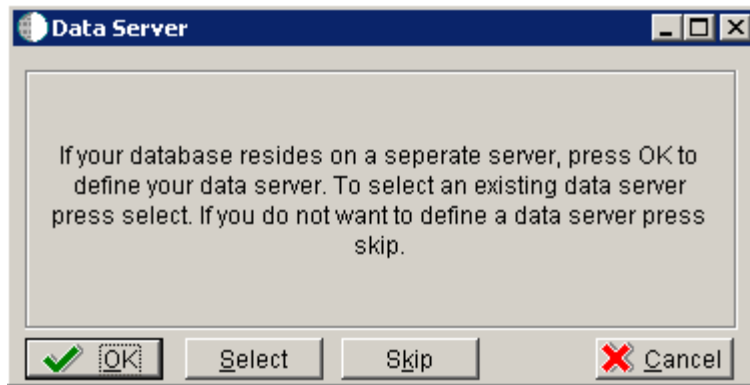 Data Server
If your database resides on a seperate server, press OK to
define your data server. To select an existing data server
press select. If you do not want to define a data server press
skip.
OK Select Skip Cancel